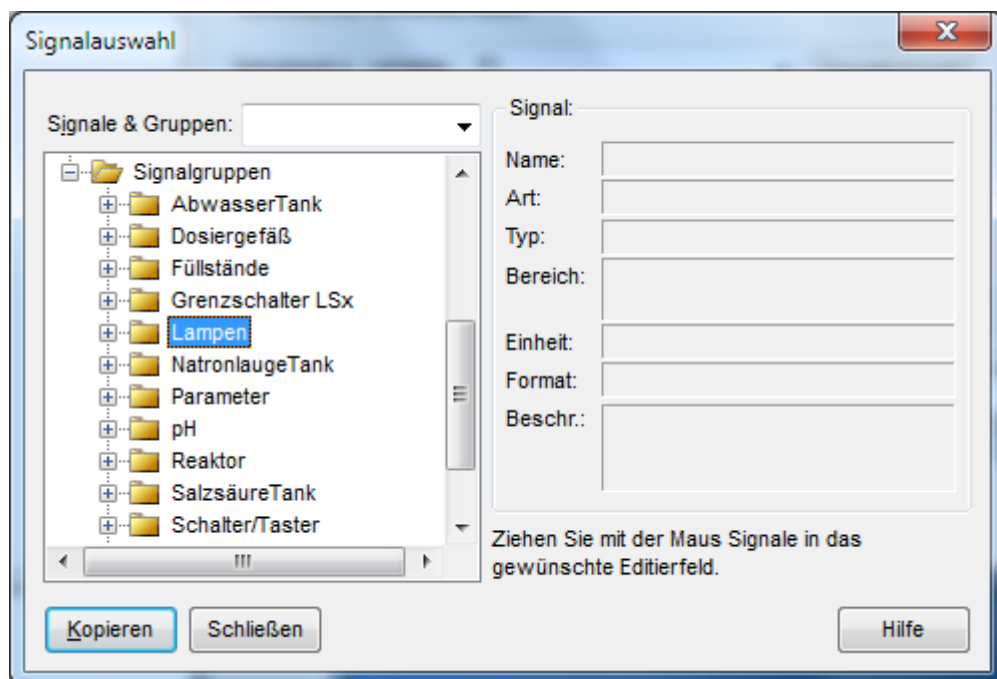 Signalauswahl
Signale & Gruppen:
Signalgruppen
AbwasserTank
Dosiergefäß
Füllstände
Grenzschalter LSx
Lampen
NatronlaugeTank
Parameter
pH
Reaktor
SalzsäureTank
Schalter/Taster
Signal:
Name:
Art:
Typ:
Bereich:
Einheit:
Format:
Beschr.:
Ziehen Sie mit der Maus Signale in das
gewünschte Editierfeld.
Kopieren
Schließen
Hilfe